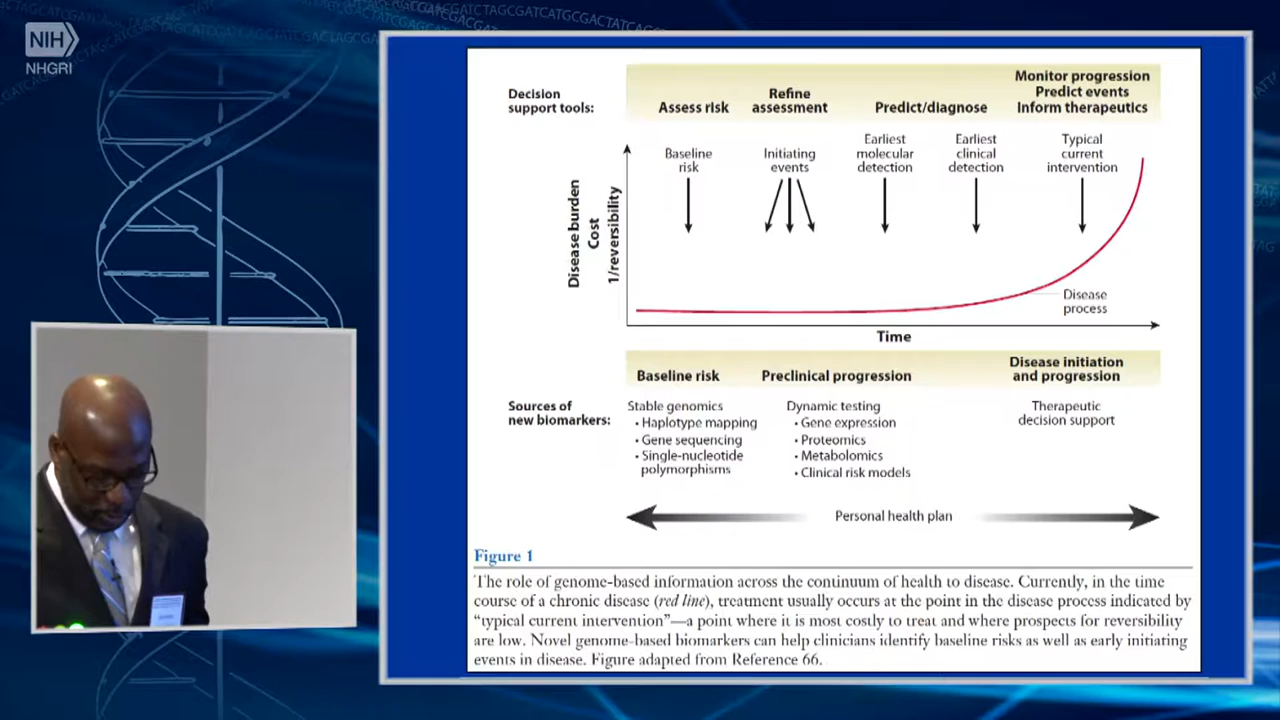 NIH
NHGRI
Decision
support tools:
Assess risk
Refine
assessment
Predict/diagnose
Monitor progression
Predict events
Inform therapeutics
Baseline
risk
Initiating
events
Earliest
molecular
detection
Earliest
clinical
detection
Typical
current
intervention
Disease burden
Cost
1/reversibility
Disease
process
Time
Baseline risk
Preclinical progression
Disease initiation
and progression
Sources of
new biomarkers:
Stable genomics
• Haplotype mapping
• Gene sequencing
• Single-nucleotide
polymorphisms
Dynamic testing
• Gene expression
• Proteomics
• Metabolomics
• Clinical risk models
Therapeutic
decision support
Personal health plan
Figure 1
The role of genome-based information across the continuum of health to disease. Currently, in the time
course of a chronic disease (red line), treatment usually occurs at the point in the disease process indicated by
“typical current intervention”—a point where it is most costly to treat and where prospects for reversibility
are low. Novel genome-based biomarkers can help clinicians identify baseline risks as well as early initiating
events in disease. Figure adapted from Reference 66.